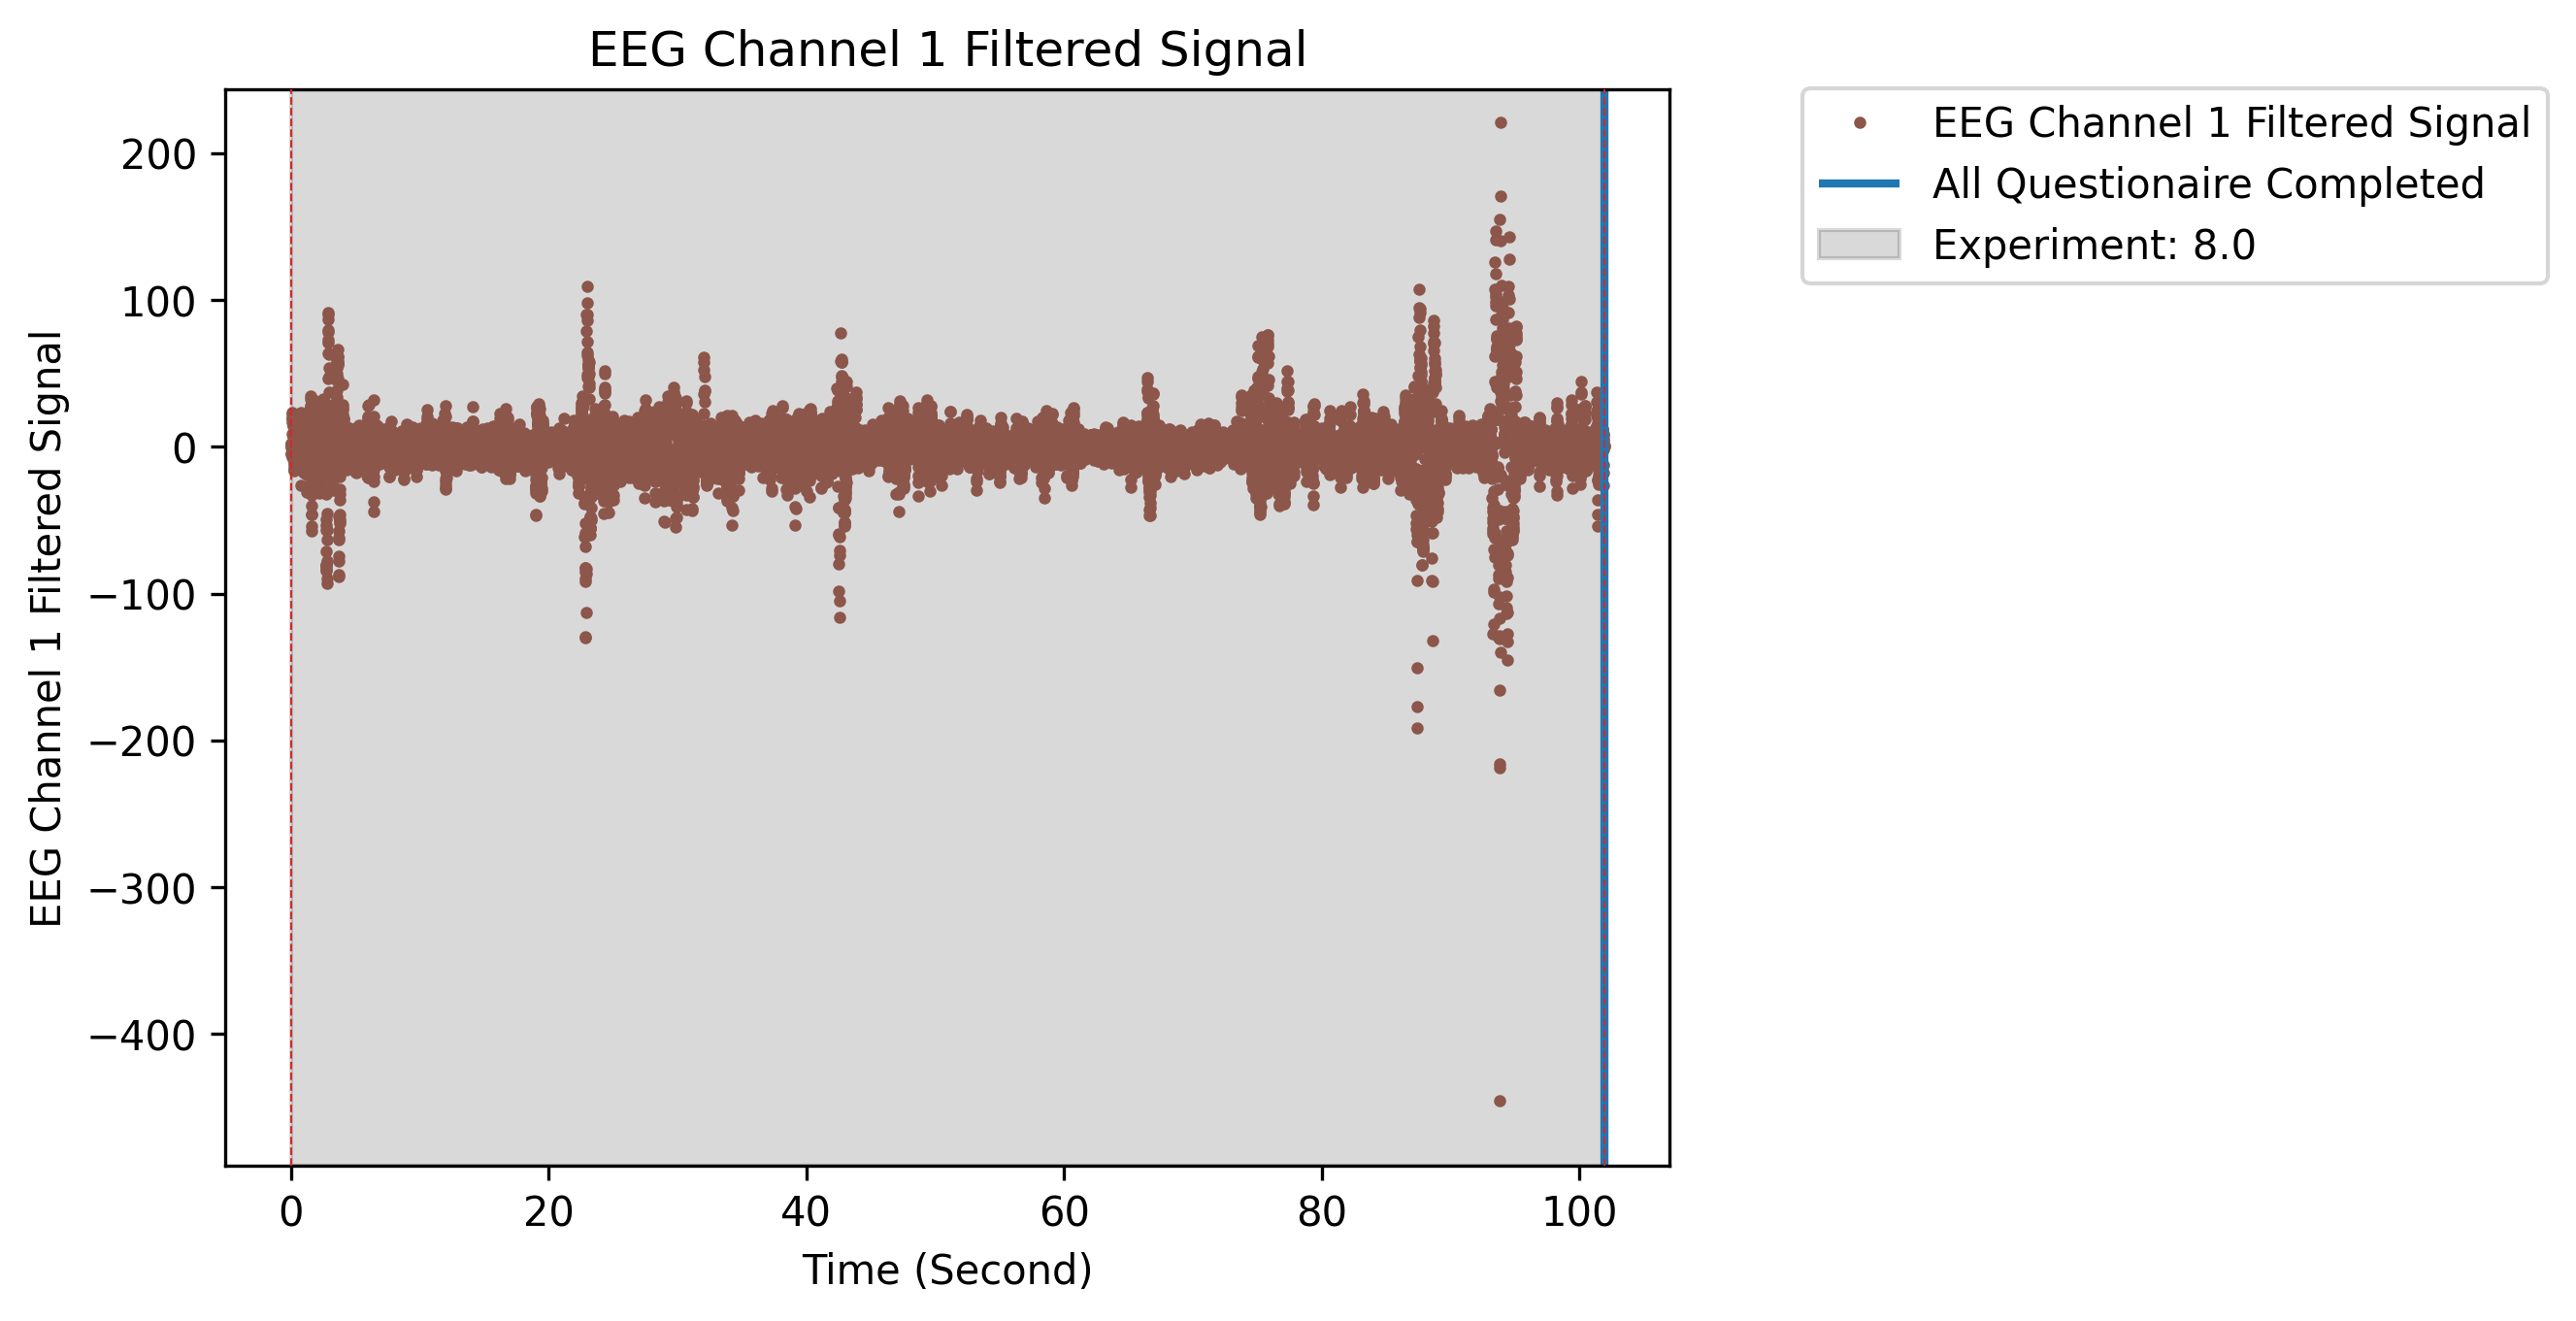 EEG Channel 1 Filtered Signal
EEG Channel 1 Filtered Signal
200
100
0
−100
−200
−300
−400
0 20 40 60 80 100
Time (Second)
EEG Channel 1 Filtered Signal
All Questionaire Completed
Experiment: 8.0